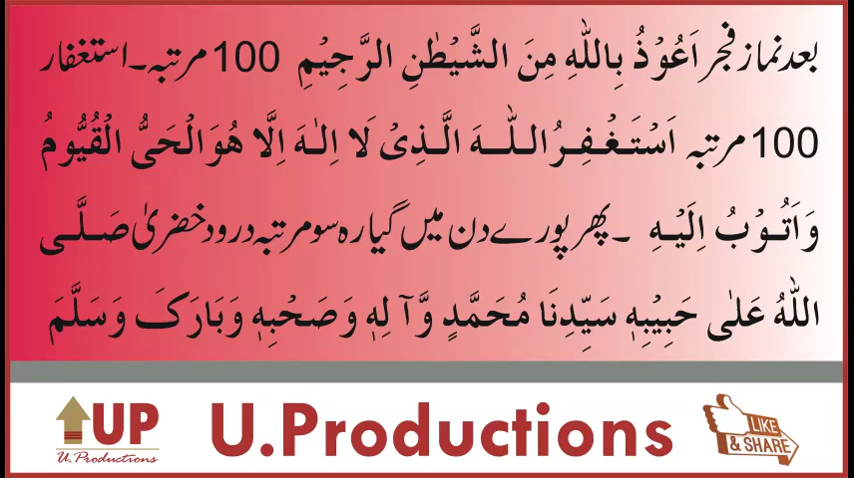 بعد نماز فجر اَعُوْذُ بِاللّٰهِ مِنَ الشَّيْطٰنِ الرَّجِيْمِ 100 مرتبہ۔ استغفار
100 مرتبہ اَسْتَغْفِرُ اللّٰهَ الَّذِىْ لَا اِلٰهَ اِلَّا هُوَ الْحَىُّ الْقُيُّومُ
وَاَتُوْبُ اِلَيْهِ ۔ پھر پورے دن میں گیارہ سو مرتبہ درود خضریٰ صَلَّى
اللّٰهُ عَلٰى حَبِيْبِهٖ سَيِّدِنَا مُحَمَّدٍ وَّآلِهٖ وَصَحْبِهٖ وَبَارَكَ وَسَلَّمَ
UP
U.Productions
U.Productions
LIKE
& SHARE